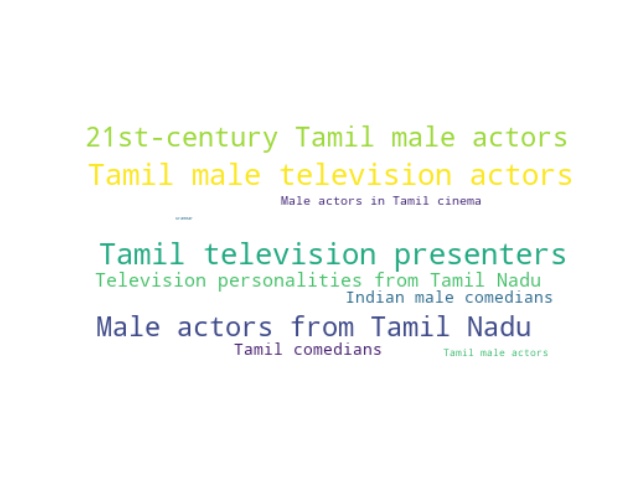 21st-century Tamil male actors
Tamil male television actors
Male actors in Tamil cinema
Tamil television presenters
Television personalities from Tamil Nadu
Indian male comedians
Male actors from Tamil Nadu
Tamil comedians
Tamil male actors